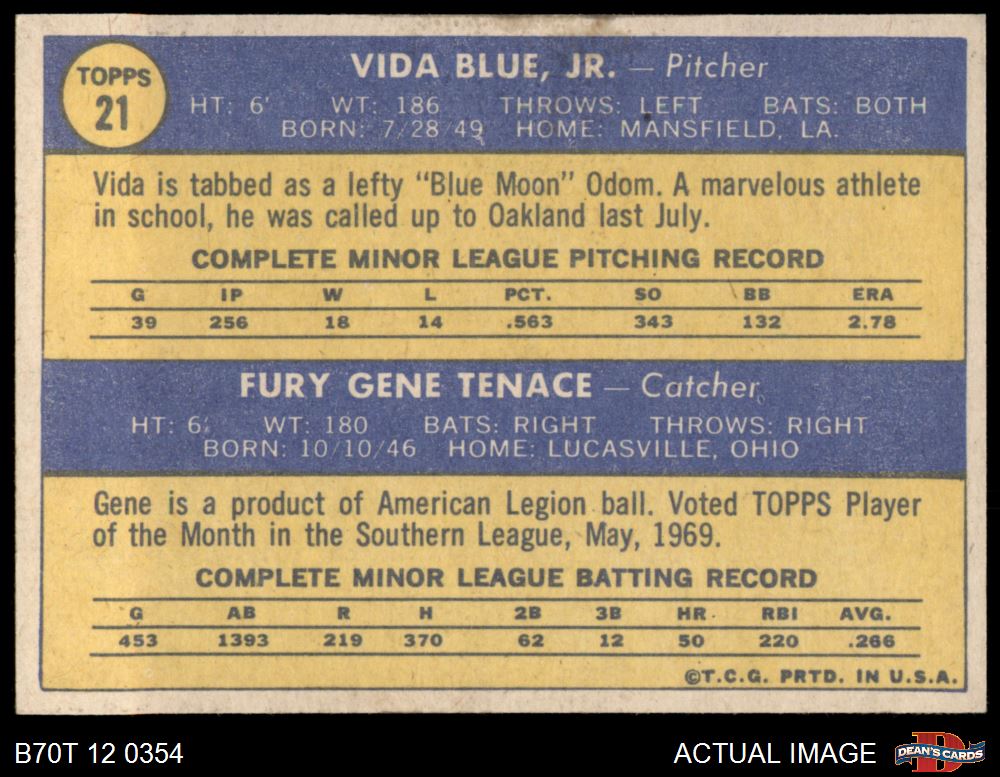 TOPPS
21
VIDA BLUE, JR. — Pitcher
HT: 6' WT: 186 THROWS: LEFT BATS: BOTH
BORN: 7/28/49 HOME: MANSFIELD, LA.
Vida is tabbed as a lefty "Blue Moon" Odom. A marvelous athlete
in school, he was called up to Oakland last July.
COMPLETE MINOR LEAGUE PITCHING RECORD
G IP W L PCT. SO BB ERA
39 256 18 14 .563 343 132 2.78
FURY GENE TENACE — Catcher
HT: 6' WT: 180 BATS: RIGHT THROWS: RIGHT
BORN: 10/10/46 HOME: LUCASVILLE, OHIO
Gene is a product of American Legion ball. Voted TOPPS Player
of the Month in the Southern League, May, 1969.
COMPLETE MINOR LEAGUE BATTING RECORD
G AB R H 2B 3B HR RBI AVG.
453 1393 219 370 62 12 50 220 .266
©T.C.G. PRTD. IN U.S.A.
B70T 12 0354
ACTUAL IMAGE
D
DEAN'S CARDS